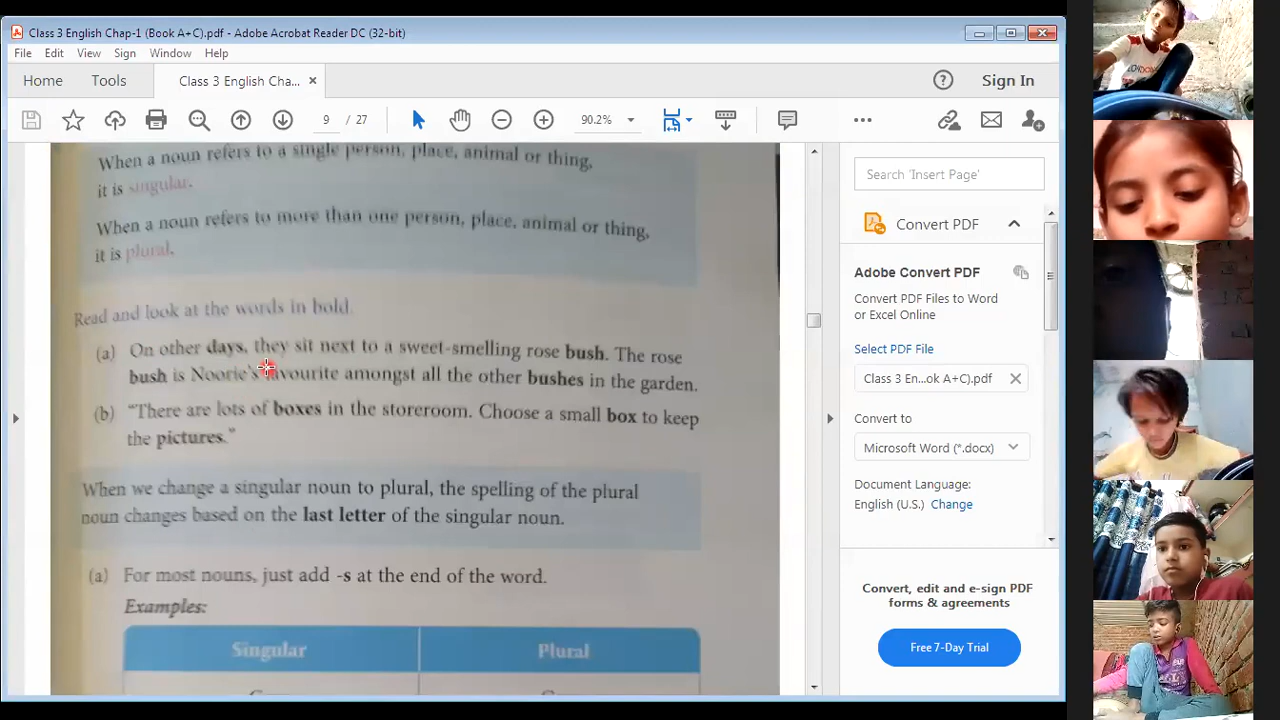 Class 3 English Chap-1 (Book A+C).pdf - Adobe Acrobat Reader DC (32-bit)
File Edit View Sign Window Help
Home Tools Class 3 English Cha... × Sign In
9 / 27 90.2%
When a noun refers to a single person, place, animal or thing,
it is singular.
When a noun refers to more than one person, place, animal or thing,
it is plural.
Read and look at the words in bold.
(a) On other days, they sit next to a sweet-smelling rose bush. The rose
bush is Noorie's favourite amongst all the other bushes in the garden.
(b) "There are lots of boxes in the storeroom. Choose a small box to keep
the pictures."
When we change a singular noun to plural, the spelling of the plural
noun changes based on the last letter of the singular noun.
(a) For most nouns, just add -s at the end of the word.
Examples:
Singular Plural
Search 'Insert Page'
Convert PDF
Adobe Convert PDF
Convert PDF Files to Word
or Excel Online
Select PDF File
Class 3 En...ok A+C).pdf
Convert to
Microsoft Word (*.docx)
Document Language:
English (U.S.) Change
Convert, edit and e-sign PDF
forms & agreements
Free 7-Day Trial